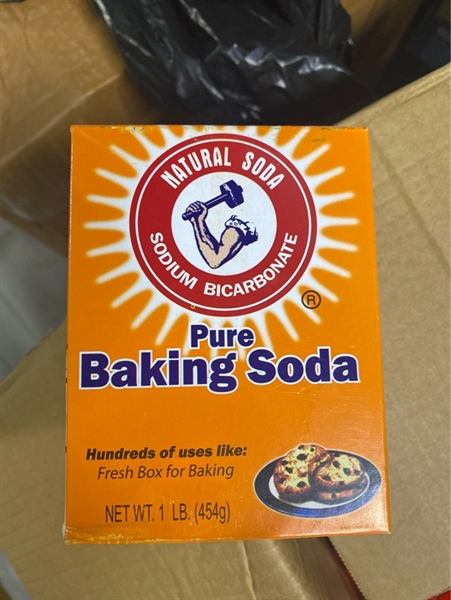 NATURAL SODA
SODIUM BICARBONATE
®
Pure
Baking Soda
Hundreds of uses like:
Fresh Box for Baking
NET WT. 1 LB. (454g)